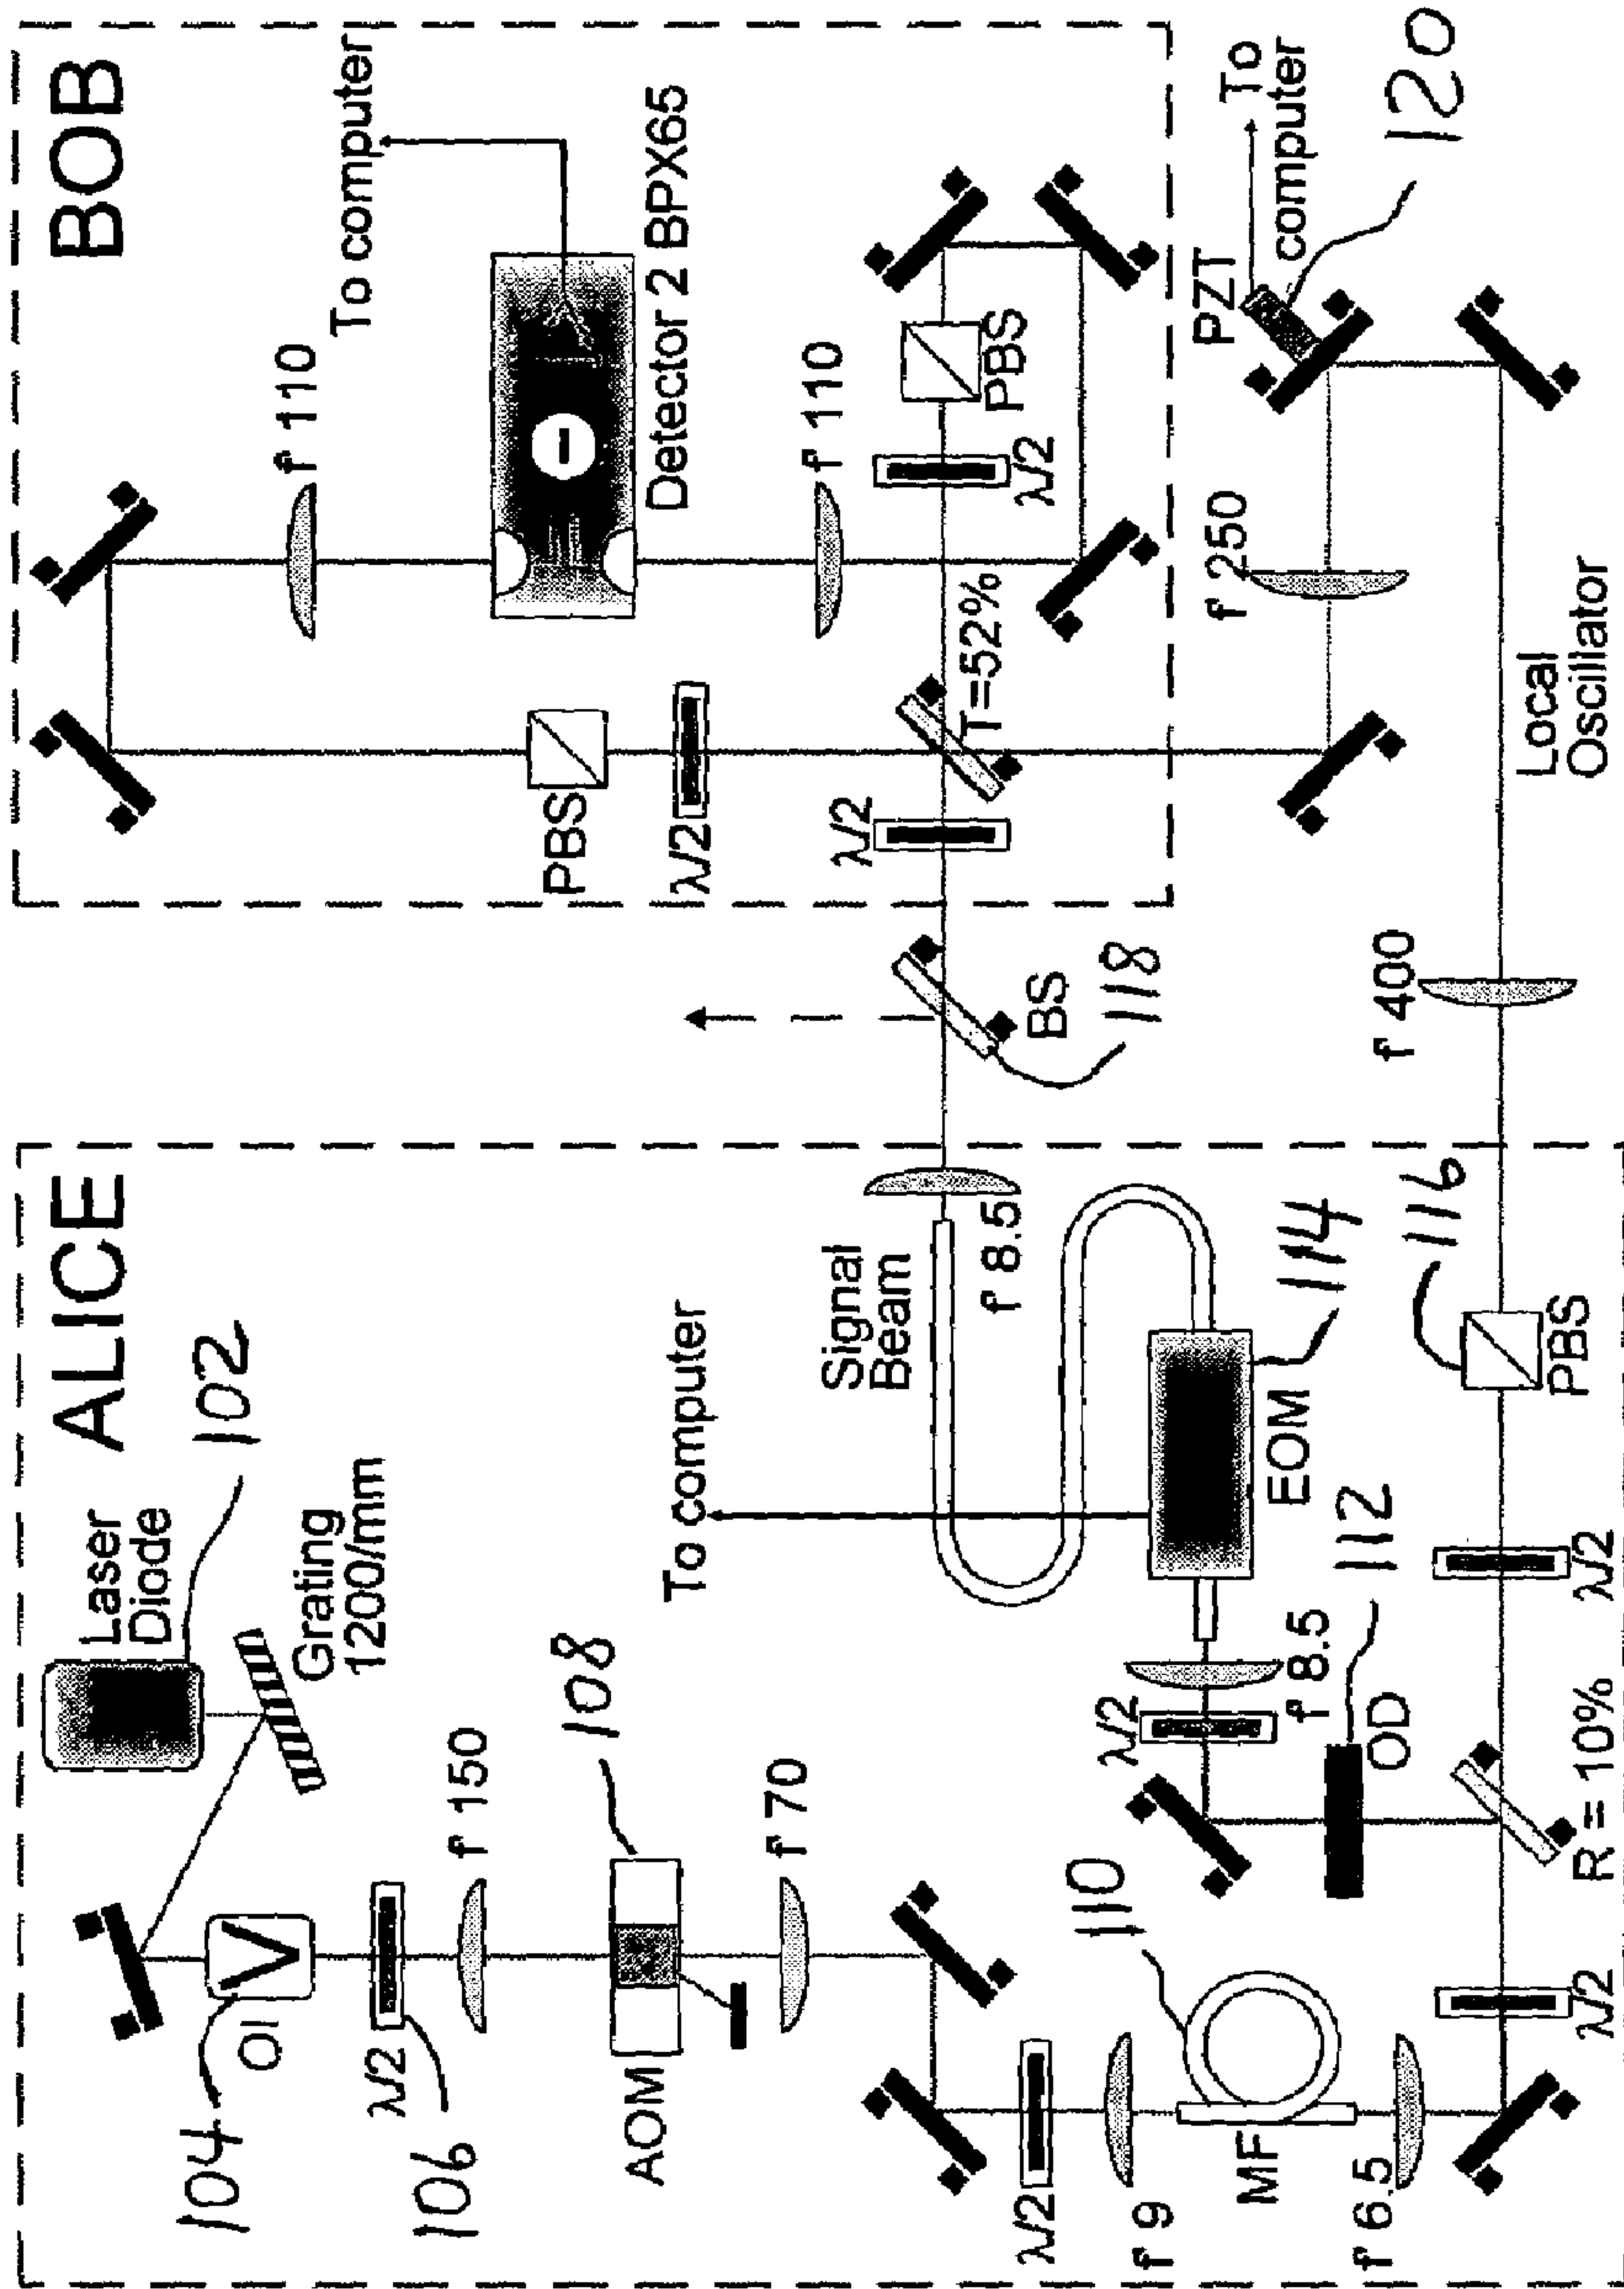 ALICE
Laser
Diode
102
Grating
1200/mm
104
OI
λ/2
106
f 150
AOM
108
f 70
λ/2
f 9
MF
110
f 6.5
λ/2
R = 10%
OD
112
λ/2
f 8.5
EOM
114
To computer
Signal
Beam
f 8.5
λ/2
PBS
116
BS
118
f 400
Local
Oscillator
f 250
PZT
To
computer
120
BOB
To computer
f 110
Detector 2 BPX65
f 110
PBS
λ/2
λ/2
T=52%
λ/2
PBS